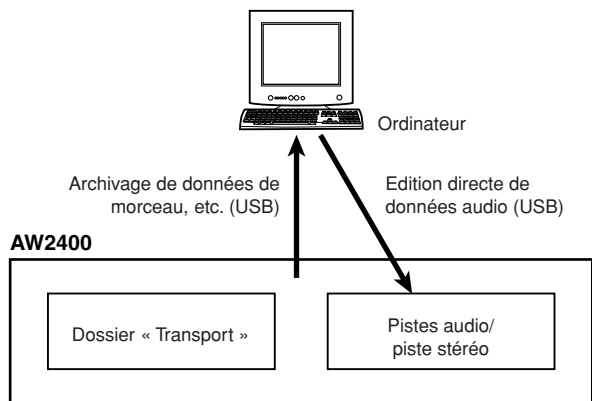 Ordinateur
Archivage de données de
morceau, etc. (USB)
Edition directe de
données audio (USB)
AW2400
Dossier « Transport »
Pistes audio/
piste stéréo